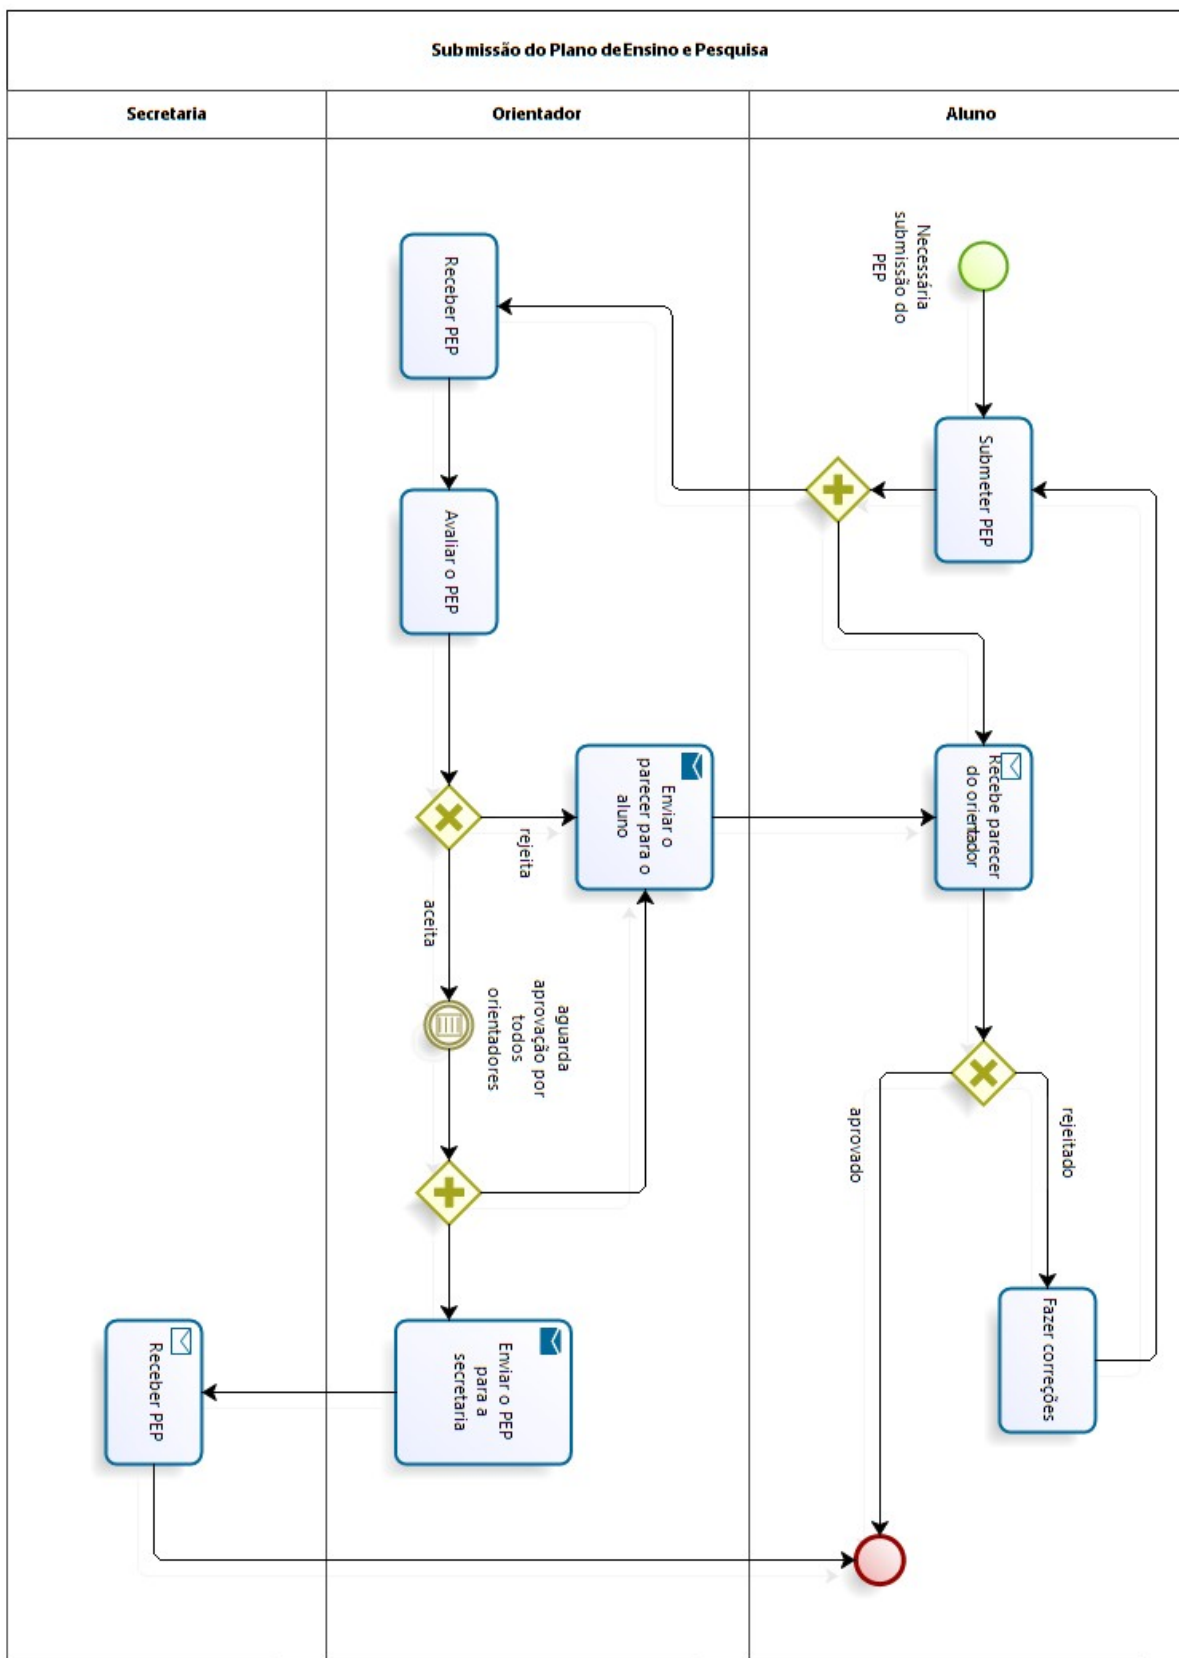 Submissão do Plano de Ensino e Pesquisa
Secretaria
Orientador
Aluno
Necessária
submissão do
PEP
Submeter PEP
Receber PEP
Avaliar o PEP
rejeita
aceita
Enviar o
parecer para o
aluno
Recebe parecer
do orientador
aguarda
aprovação por
todos
orientadores
rejeitado
aprovado
Fazer correções
Enviar o PEP
para a
secretaria
Receber PEP